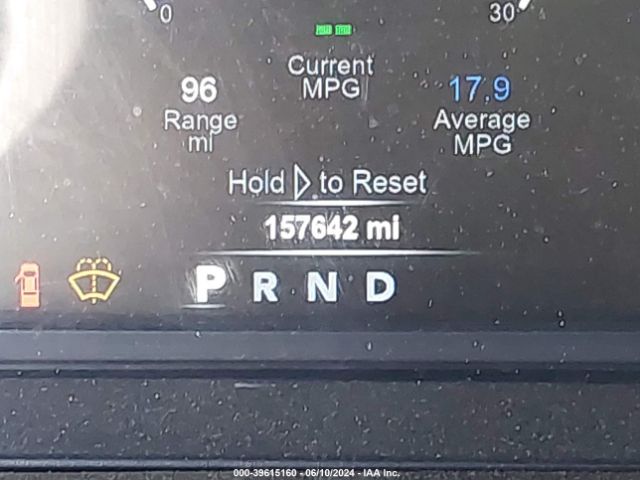 0 30
Current
MPG
96
Range
mi
17.9
Average
MPG
Hold ▷ to Reset
157642 mi
P R N D
000-39615160 - 06/10/2024 - IAA Inc.